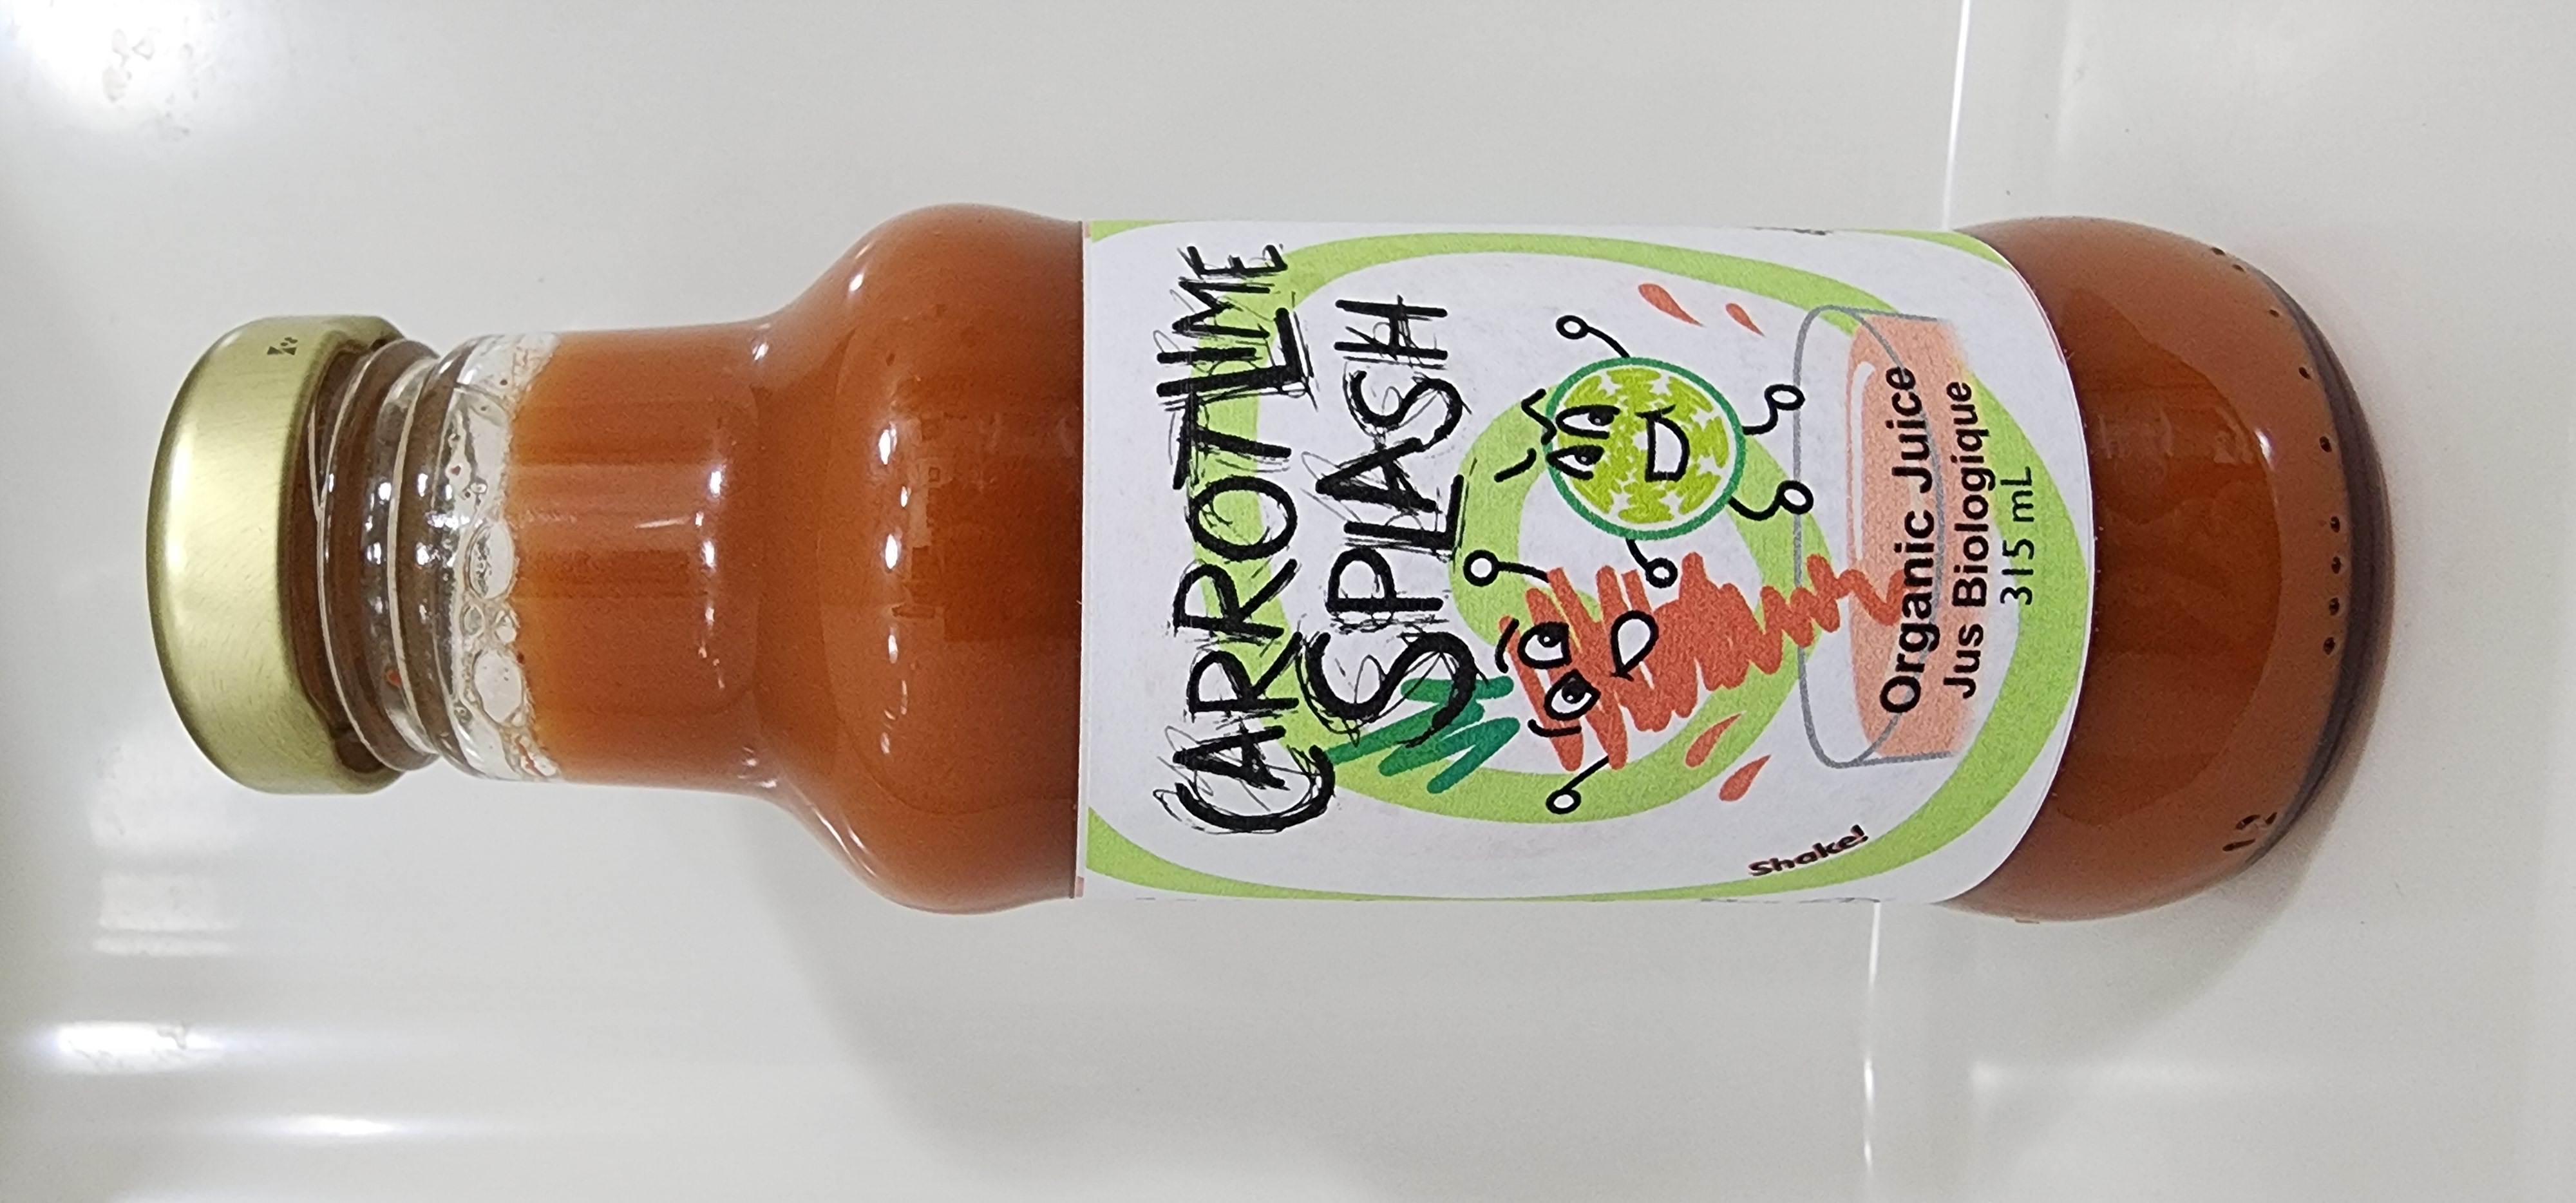 CARROTLIME
SPLASH
Shake!
Organic Juice
Jus Biologique
315 mL